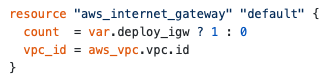 resource "aws_internet_gateway" "default" {
  count  = var.deploy_igw ? 1 : 0
  vpc_id = aws_vpc.vpc.id
}